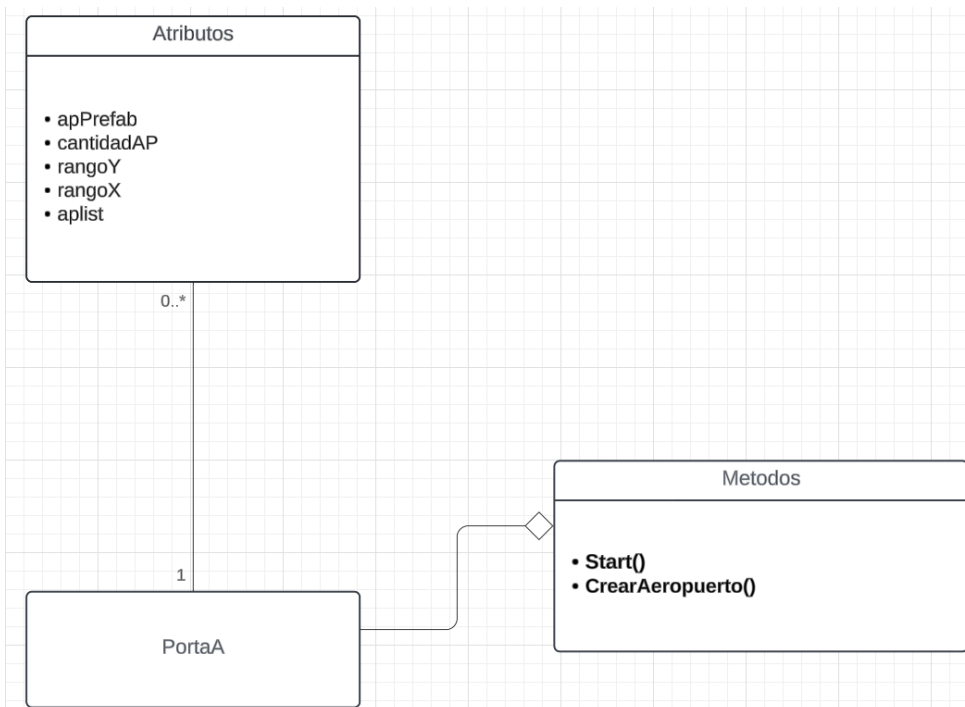 Atributos
• apPrefab
• cantidadAP
• rangoY
• rangoX
• aplist
0..*
1
PortaA
Metodos
• Start()
• CrearAeropuerto()